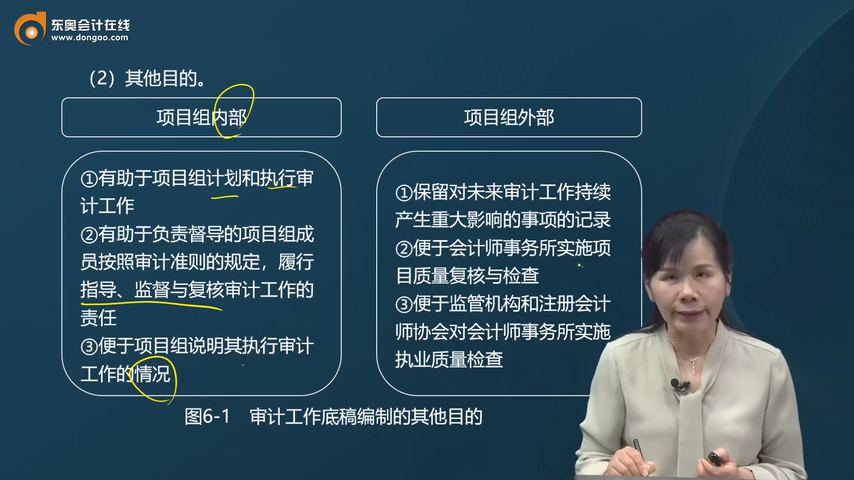 东奥会计在线
www.dongao.com
（2）其他目的。
项目组内部
项目组外部
①有助于项目组计划和执行审
计工作
②有助于负责督导的项目组成
员按照审计准则的规定，履行
指导、监督与复核审计工作的
责任
③便于项目组说明其执行审计
工作的情况
①保留对未来审计工作持续
产生重大影响的事项的记录
②便于会计师事务所实施项
目质量复核与检查
③便于监管机构和注册会计
师协会对会计师事务所实施
执业质量检查
图6-1 审计工作底稿编制的其他目的